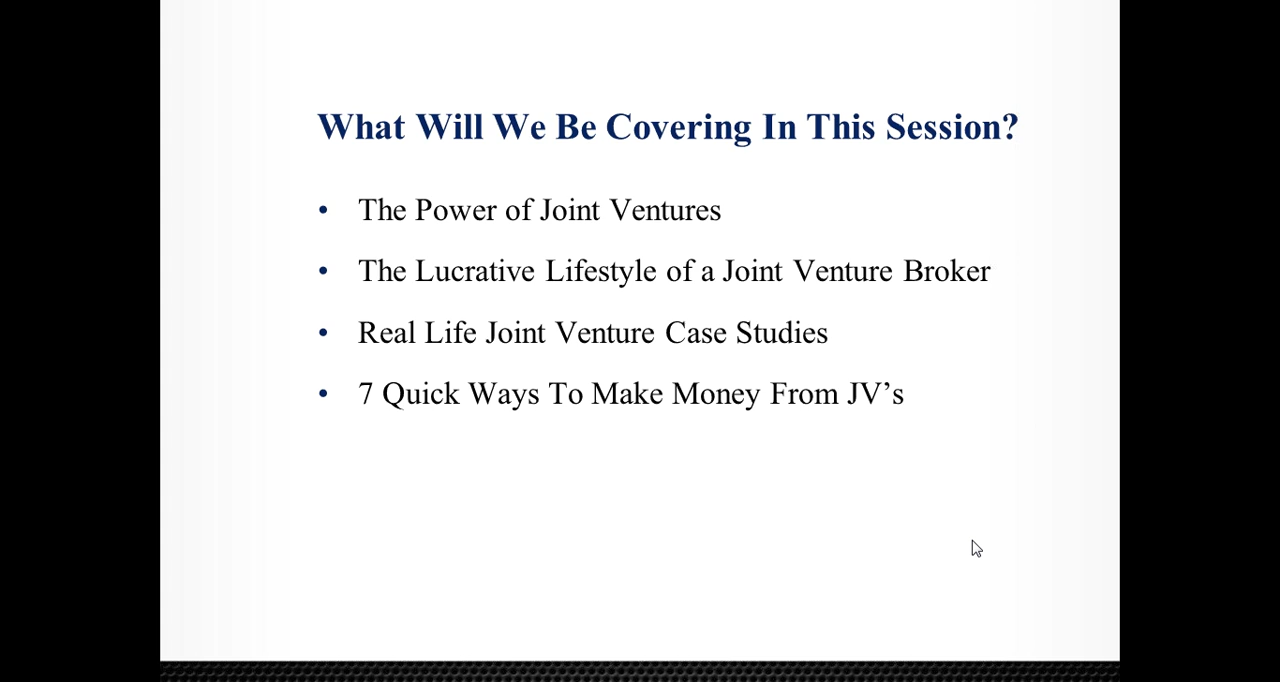 What Will We Be Covering In This Session?
• The Power of Joint Ventures
• The Lucrative Lifestyle of a Joint Venture Broker
• Real Life Joint Venture Case Studies
• 7 Quick Ways To Make Money From JV’s